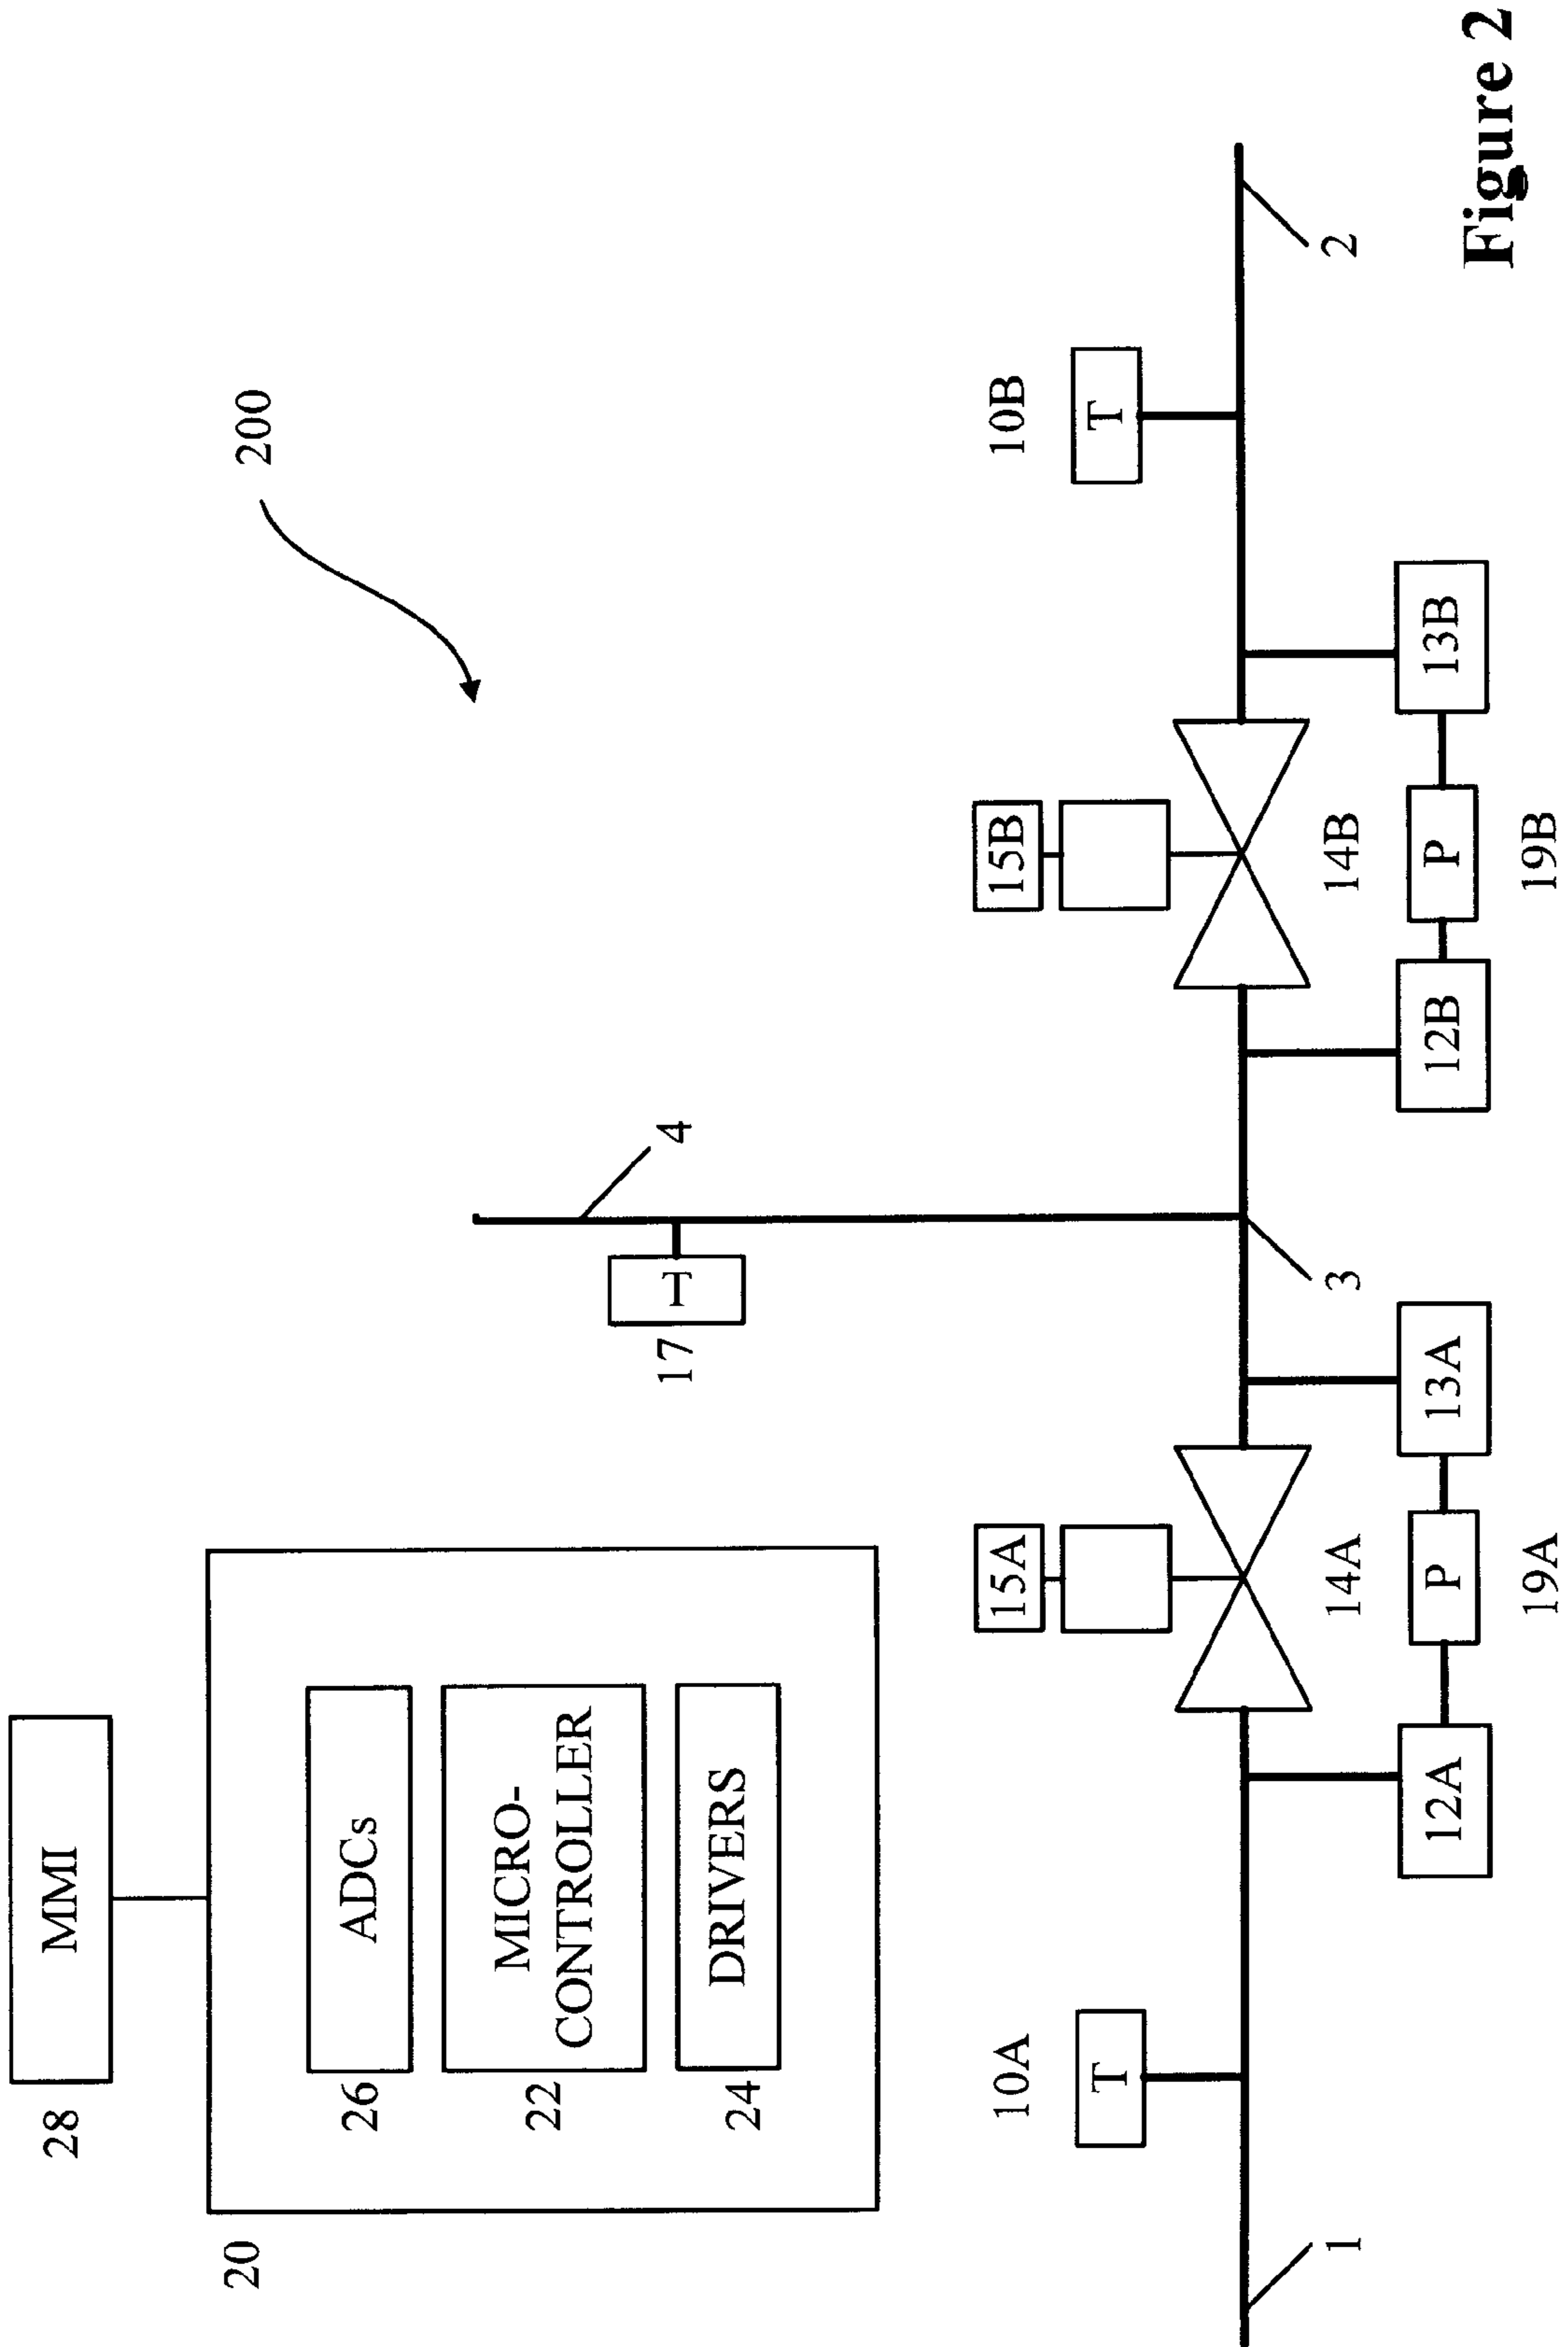 28
MMI
20
26
ADCs
22
MICRO-
CONTROLLER
24
DRIVERS
200
17
T
4
10A
T
15A
15B
10B
T
1
14A
3
14B
2
12A
P
13A
12B
P
13B
19A
19B
Figure 2